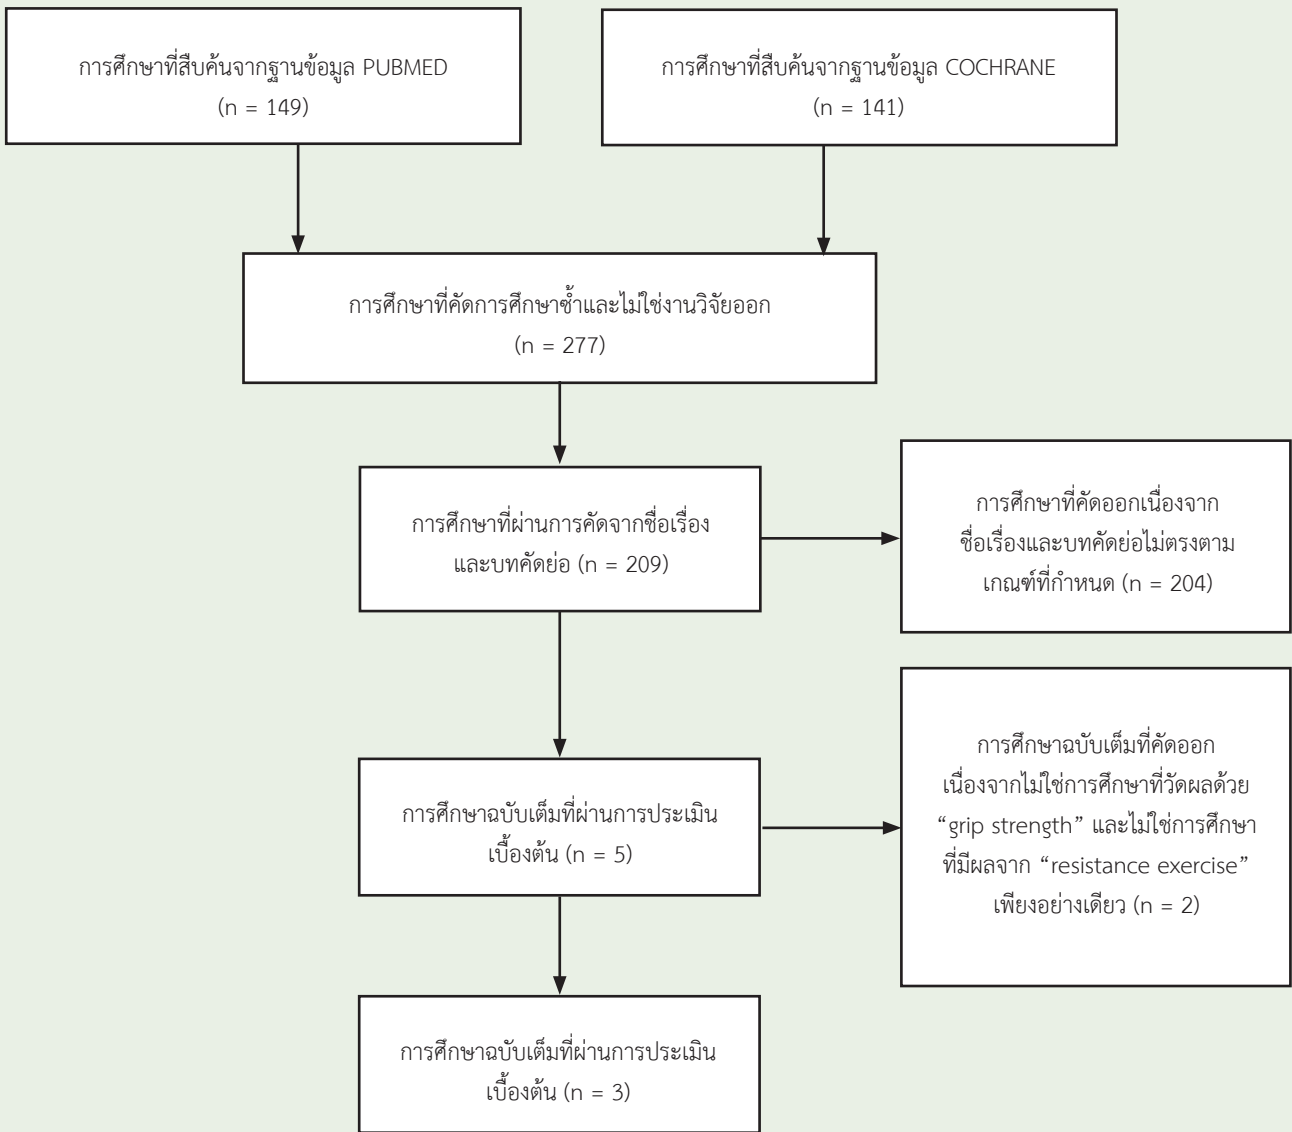 การศึกษาที่สืบค้นจากฐานข้อมูล PUBMED
(n = 149)
การศึกษาที่สืบค้นจากฐานข้อมูล COCHRANE
(n = 141)
การศึกษาที่คัดการศึกษาซ้ำและไม่ใช่งานวิจัยออก
(n = 277)
การศึกษาที่ผ่านการคัดจากชื่อเรื่อง
และบทคัดย่อ (n = 209)
การศึกษาที่คัดออกเนื่องจาก
ชื่อเรื่องและบทคัดย่อไม่ตรงตาม
เกณฑ์ที่กำหนด (n = 204)
การศึกษาฉบับเต็มที่ผ่านการประเมิน
เบื้องต้น (n = 5)
การศึกษาฉบับเต็มที่คัดออก
เนื่องจากไม่ใช่การศึกษาที่วัดผลด้วย
“grip strength” และไม่ใช่การศึกษา
ที่มีผลจาก “resistance exercise”
เพียงอย่างเดียว (n = 2)
การศึกษาฉบับเต็มที่ผ่านการประเมิน
เบื้องต้น (n = 3)